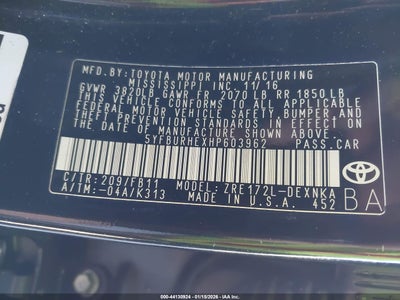 MFD.BY:TOYOTA MOTOR MANUFACTURING
MISSISSIPPI INC. 11/16
GVWR 3820LB GAWR FR 2070LB RR 1850LB
THIS VEHICLE CONFORMS TO ALL APPLICABLE
FEDERAL MOTOR VEHICLE SAFETY, BUMPER, AND
THEFT PREVENTION STANDARDS IN EFFECT ON
THE DATE OF MANUFACTURE SHOWN ABOVE.
5YFBURHEXHP603962 PASS.CAR
C/TR:209/FB11 MODEL:ZRE172L-DEXNKA
A/TM:-04A/K313 MADE IN U.S.A. 452
TOYOTA
BA
000-44130924 - 01/15/2026 - IAA Inc.